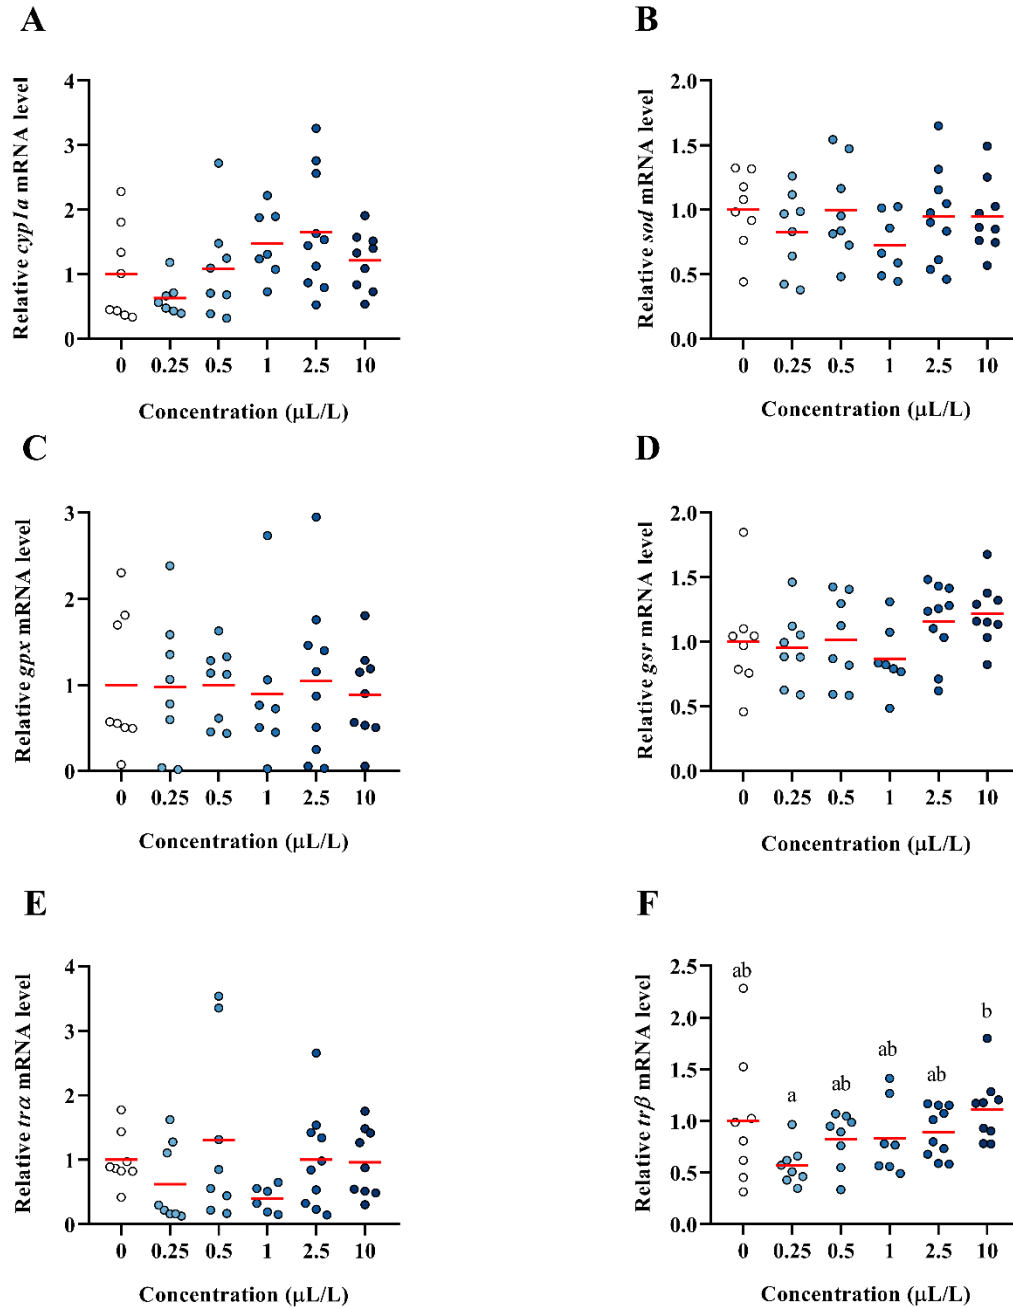 A
Relative cyp1a mRNA level
4
3
2
1
0
0 0.25 0.5 1 2.5 10
Concentration (μL/L)
B
Relative sod mRNA level
2.0
1.5
1.0
0.5
0.0
0 0.25 0.5 1 2.5 10
Concentration (μL/L)
C
Relative gpx mRNA level
3
2
1
0
0 0.25 0.5 1 2.5 10
Concentration (μL/L)
D
Relative gsr mRNA level
2.0
1.5
1.0
0.5
0.0
0 0.25 0.5 1 2.5 10
Concentration (μL/L)
E
Relative trα mRNA level
4
3
2
1
0
0 0.25 0.5 1 2.5 10
Concentration (μL/L)
F
Relative trβ mRNA level
2.5
2.0
1.5
1.0
0.5
0.0
ab a ab ab ab b
0 0.25 0.5 1 2.5 10
Concentration (μL/L)